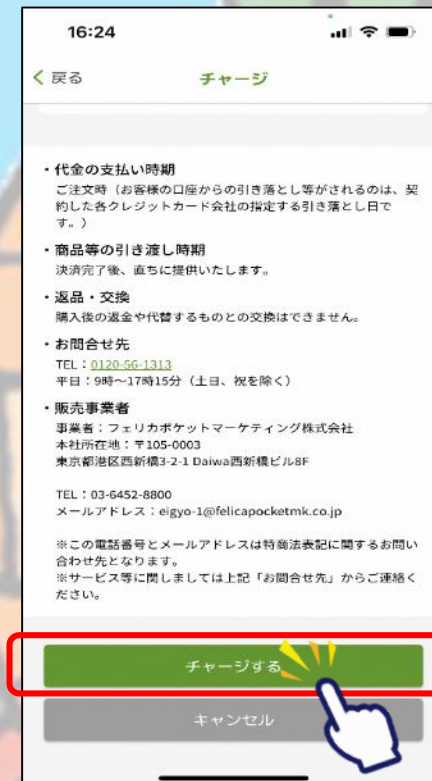 16:24
戻る
チャージ
・代金の支払い時期
ご注文時（お客様の口座からの引き落とし等がされるのは、契
約した各クレジットカード会社の指定する引き落とし日で
す。）
・商品等の引き渡し時期
決済完了後、直ちに提供いたします。
・返品・交換
購入後の返金や代替するものとの交換はできません。
・お問合せ先
TEL：0120-56-1313
平日：9時～17時15分（土日、祝を除く）
・販売事業者
事業者：フェリカポケットマーケティング株式会社
本社所在地：〒105-0003
東京都港区西新橋3-2-1 Daiwa西新橋ビル8F
TEL：03-6452-8800
メールアドレス：eigyo-1@felicapocketmk.co.jp
※この電話番号とメールアドレスは特商法表記に関するお問い
合わせ先となります。
※サービス等に関しましては上記「お問合せ先」からご連絡く
ださい。
チャージする
キャンセル